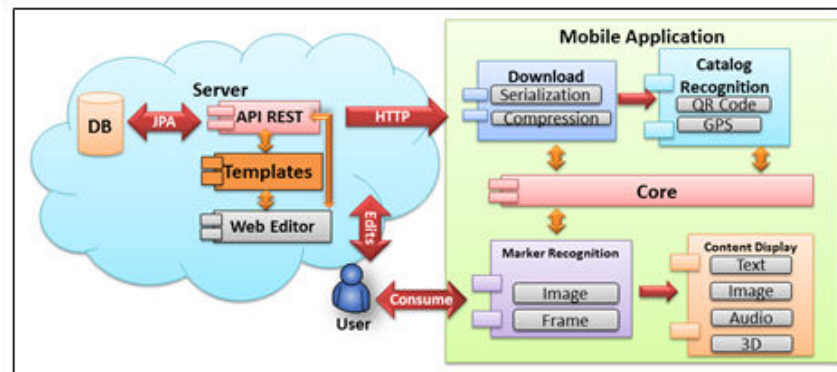 Server
DB
JPA
API REST
Templates
Web Editor
HTTP
Edits
User
Consume
Mobile Application
Download
Serialization
Compression
Catalog
Recognition
QR Code
GPS
Core
Marker Recognition
Image
Frame
Content Display
Text
Image
Audio
3D